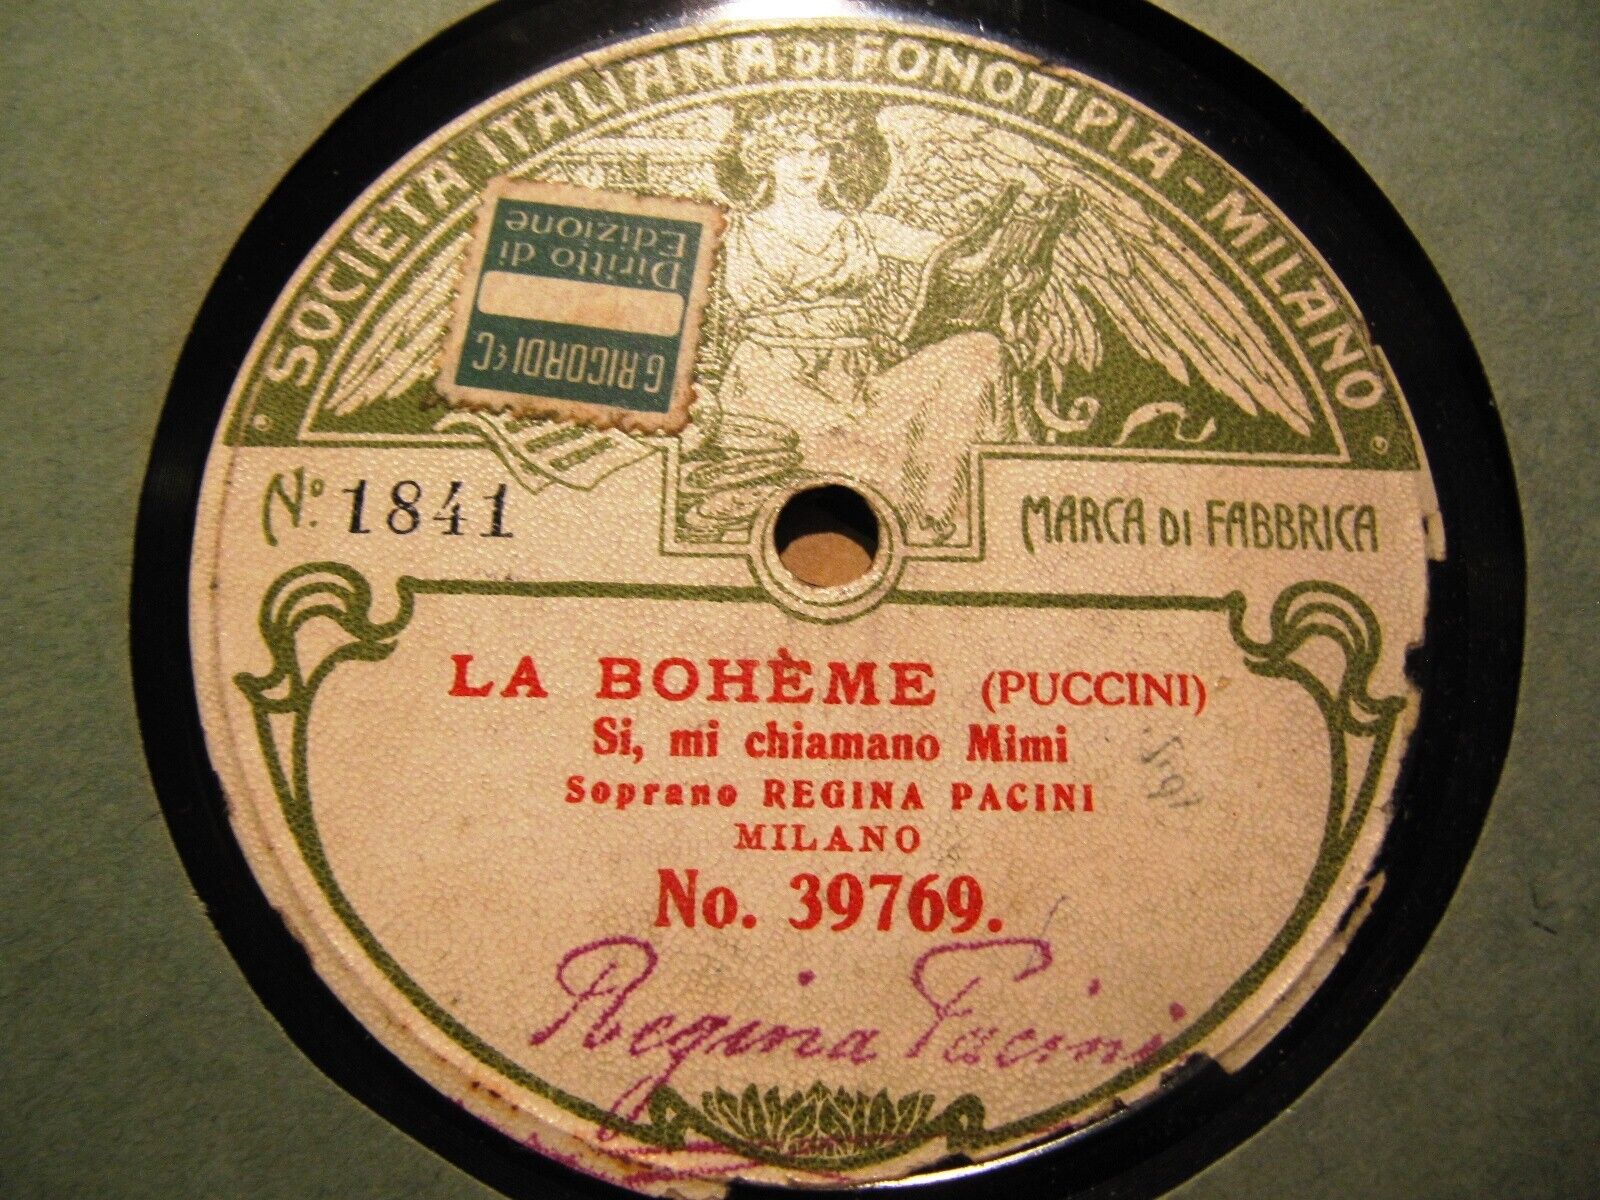 SOCIETÀ ITALIANA DI FONOTIPIA - MILANO
Diritto di
Edizione
G. RICORDI & C.
No. 1841
MARCA DI FABBRICA
LA BOHÈME (PUCCINI)
Si, mi chiamano Mimi
Soprano REGINA PACINI
MILANO
No. 39769.
Regina Pacini